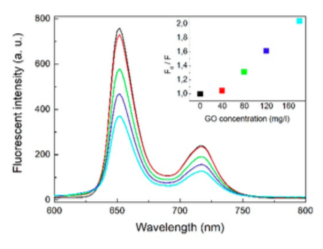 800
600
400
200
0
Fluorescent intensity (a. u.)
600 650 700 750 800
Wavelength (nm)
2,0
1,8
1,6
1,4
1,2
1,0
F₀ / F
0 40 80 120 160
GO concentration (mg/l)